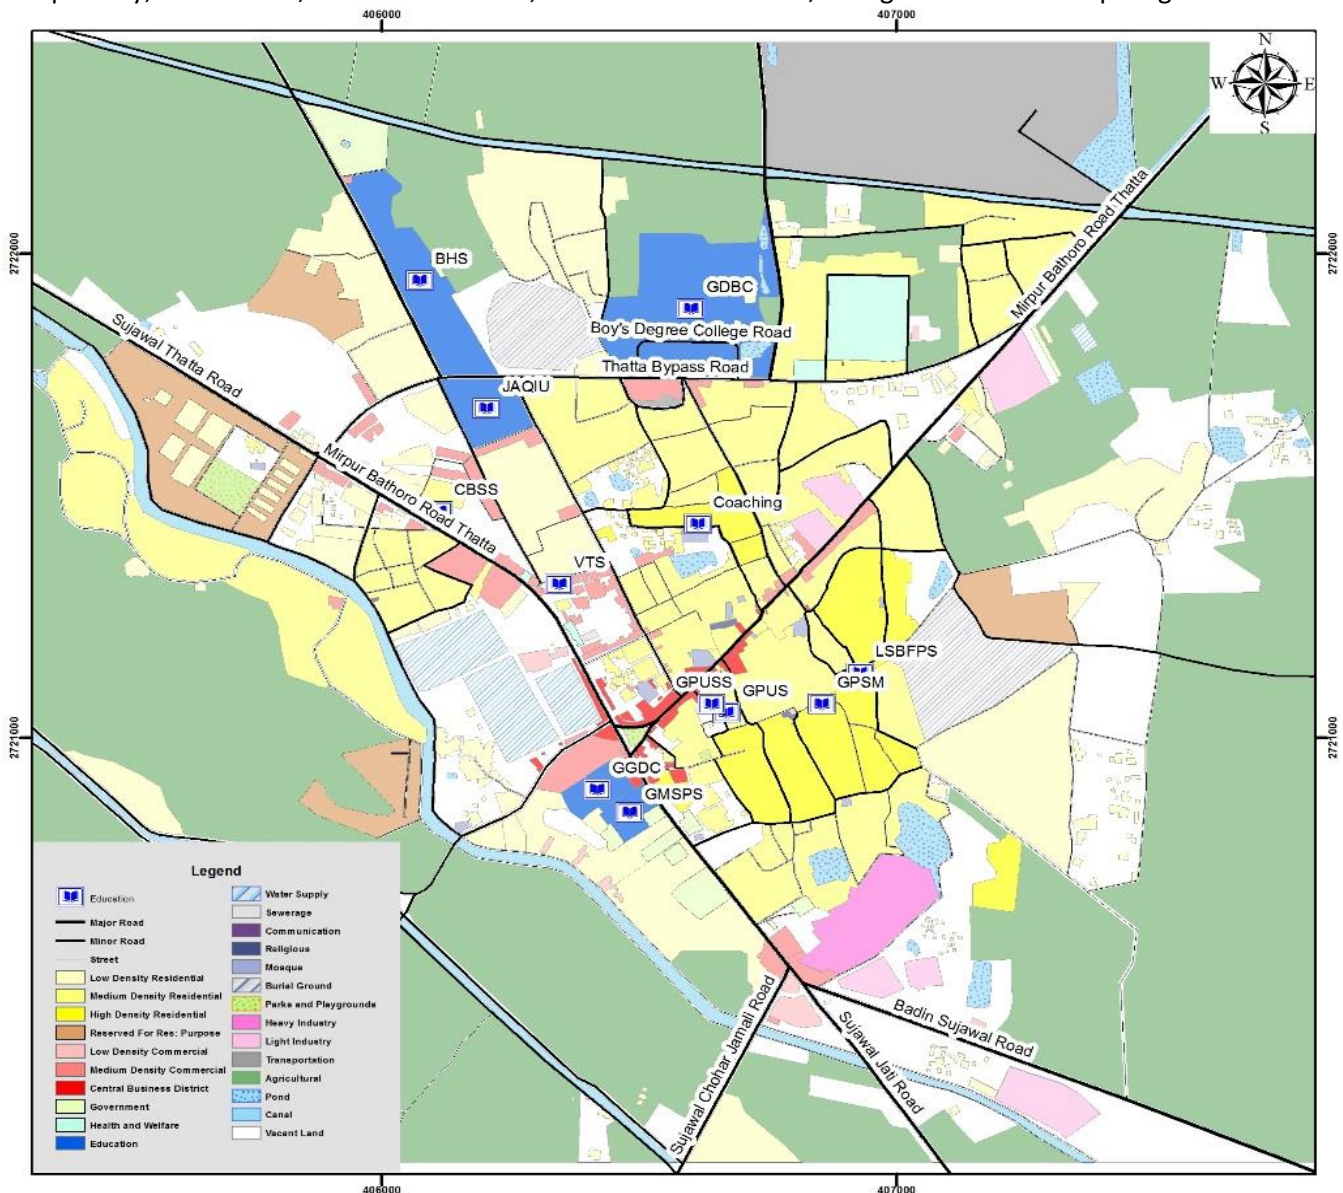 406000
407000
N
W E
S
2722000
2722000
BHS
GDBC
Boy's Degree College Road
Thatta Bypass Road
Mirpur Bathoro Road Thatta
Sujawal Thatta Road
JAQIU
Mirpur Bathoro Road Thatta
CBSS
Coaching
VTS
LSBFPS
GPUSS
GPUS
GPSM
2721000
2721000
GGDC
GMSPS
Badin Sujawal Road
Sujawal Jati Road
Sujawal Chohar Jamali Road
Legend
Education
Major Road
Minor Road
Street
Low Density Residential
Medium Density Residential
High Density Residential
Reserved For Res: Purpose
Low Density Commercial
Medium Density Commercial
Central Business District
Government
Health and Welfare
Education
Water Supply
Sewerage
Communication
Religious
Mosque
Burial Ground
Parks and Playgrounds
Heavy Industry
Light Industry
Transportation
Agricultural
Pond
Canal
Vacant Land
406000
407000